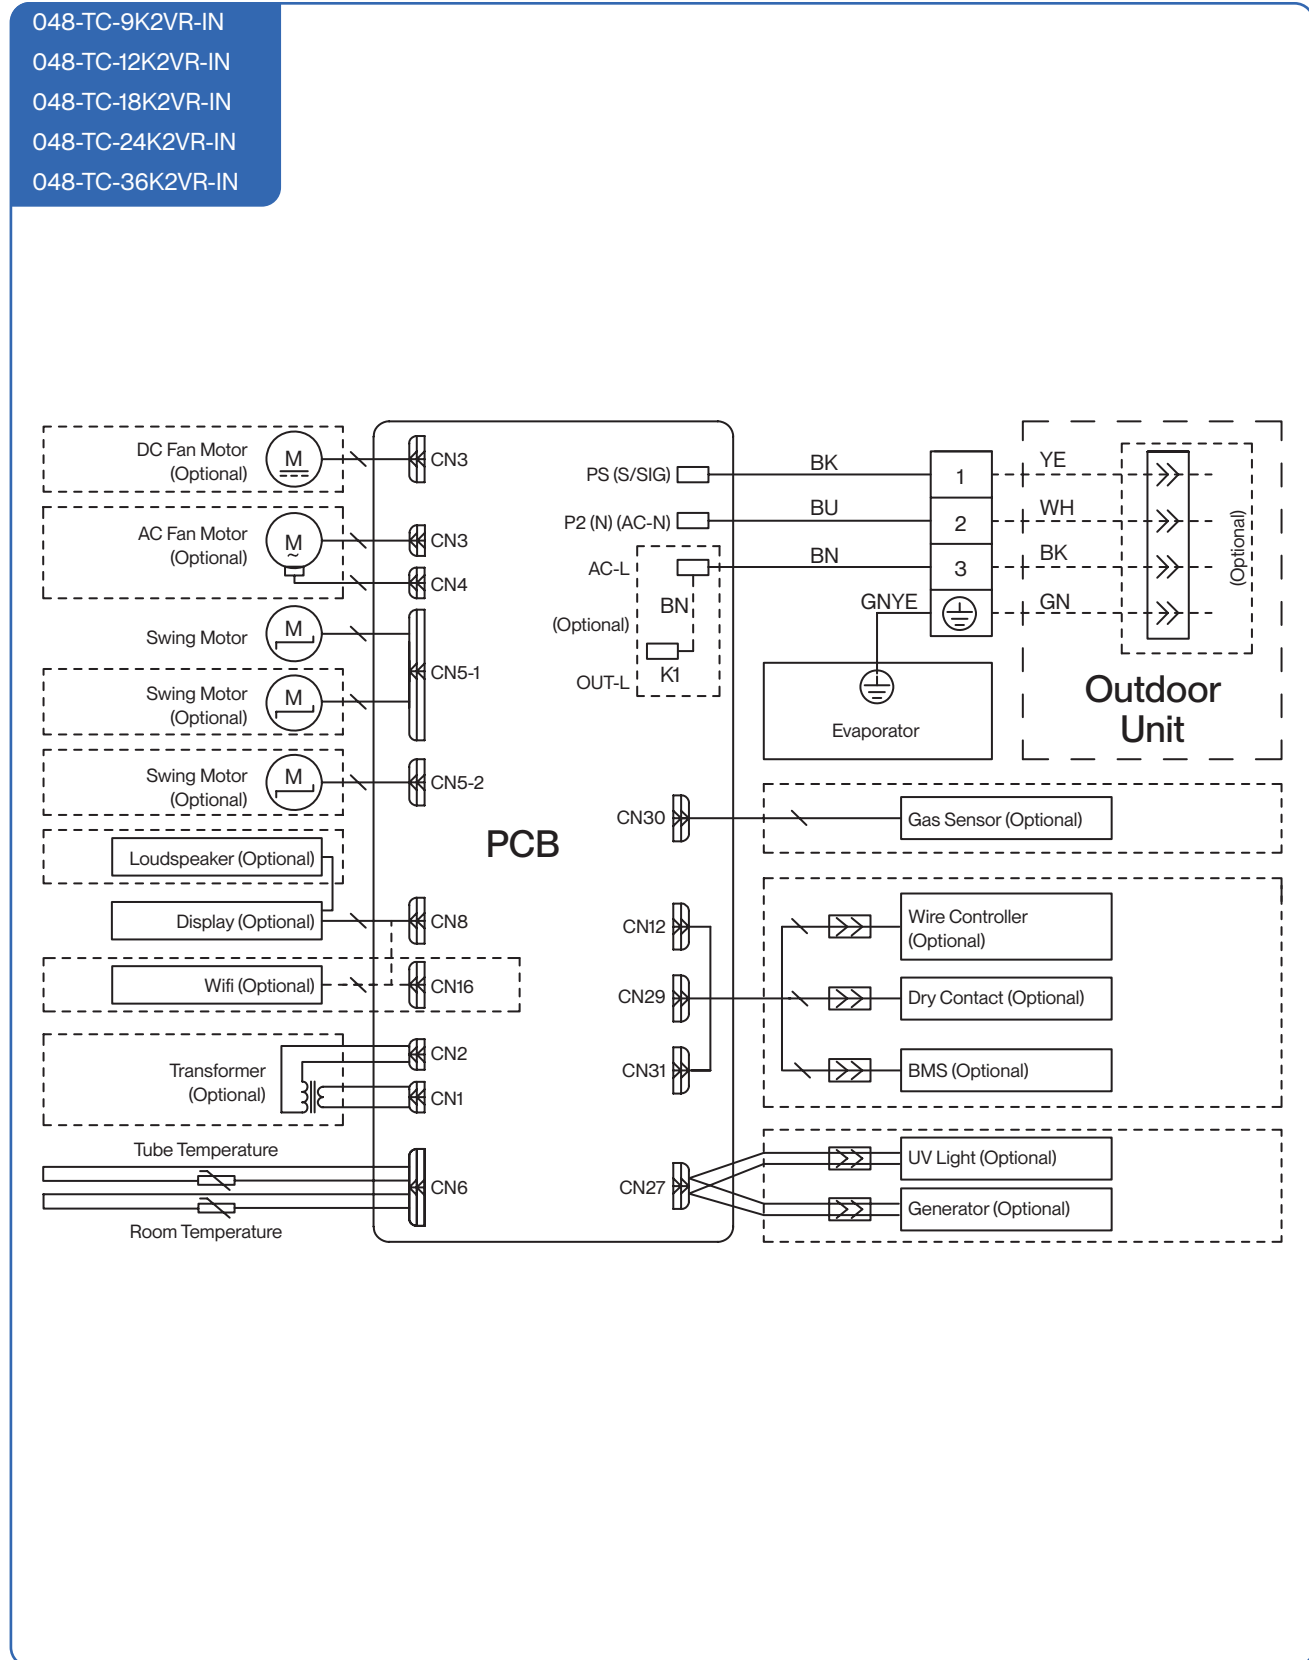 048-TC-9K2VR-IN
048-TC-12K2VR-IN
048-TC-18K2VR-IN
048-TC-24K2VR-IN
048-TC-36K2VR-IN
DC Fan Motor
(Optional)
M
CN3
AC Fan Motor
(Optional)
M
~
CN3
CN4
Swing Motor
M
Swing Motor
(Optional)
M
CN5-1
Swing Motor
(Optional)
M
CN5-2
Loudspeaker (Optional)
Display (Optional)
CN8
Wifi (Optional)
CN16
Transformer
(Optional)
CN2
CN1
Tube Temperature
CN6
Room Temperature
PCB
PS (S/SIG)
BK
1
YE
P2 (N) (AC-N)
BU
2
WH
AC-L
BN
3
BK
BN
(Optional)
GNYE
GN
OUT-L
K1
(Optional)
Evaporator
Outdoor
Unit
CN30
Gas Sensor (Optional)
CN12
Wire Controller
(Optional)
CN29
Dry Contact (Optional)
CN31
BMS (Optional)
CN27
UV Light (Optional)
Generator (Optional)